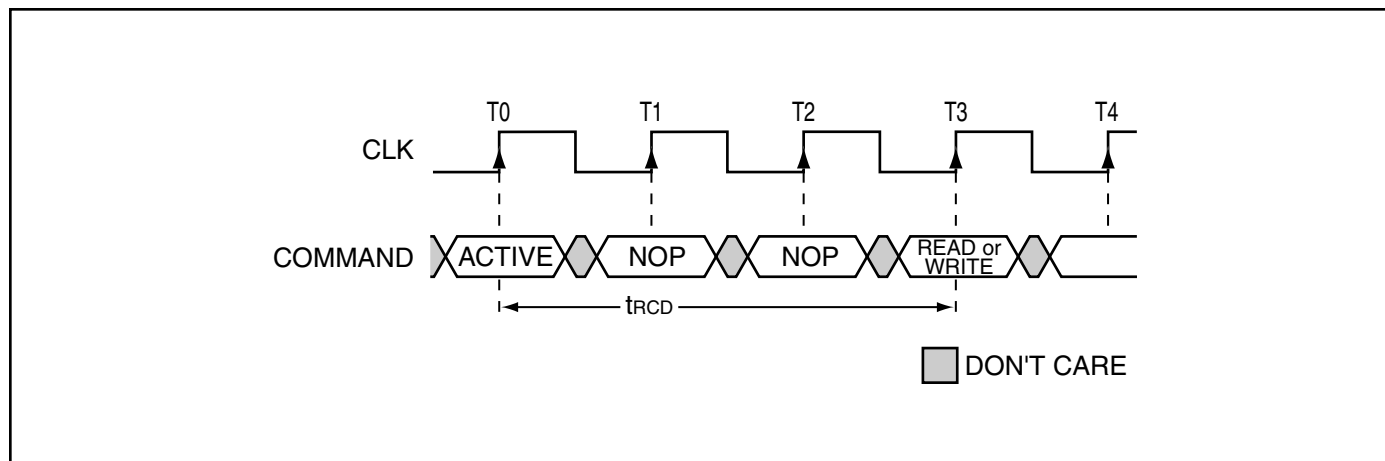 T0 T1 T2 T3 T4
CLK
COMMAND ACTIVE NOP NOP READ or
WRITE
tRCD
DON'T CARE